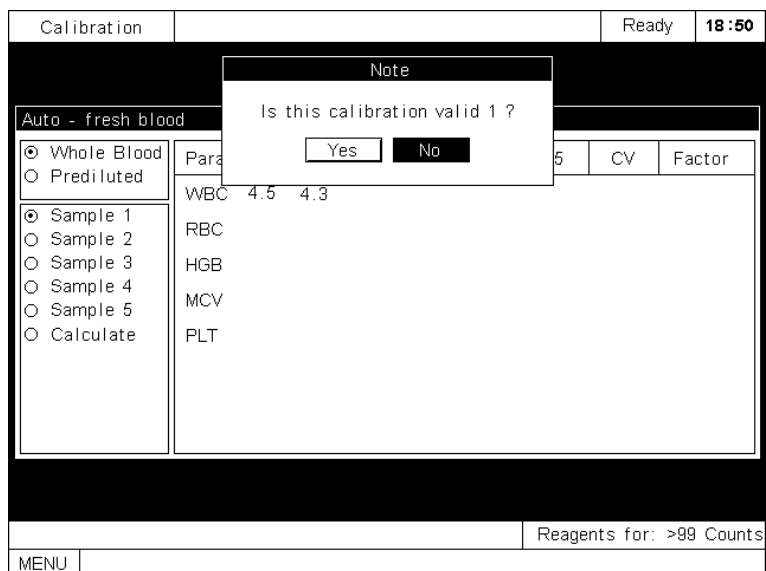 Calibration Ready 18:50
Note
Is this calibration valid 1 ?
Yes No
Auto - fresh blood
Whole Blood
Prediluted
Sample 1
Sample 2
Sample 3
Sample 4
Sample 5
Calculate
Para 5 CV Factor
WBC 4.5 4.3
RBC
HGB
MCV
PLT
Reagents for: >99 Counts
MENU